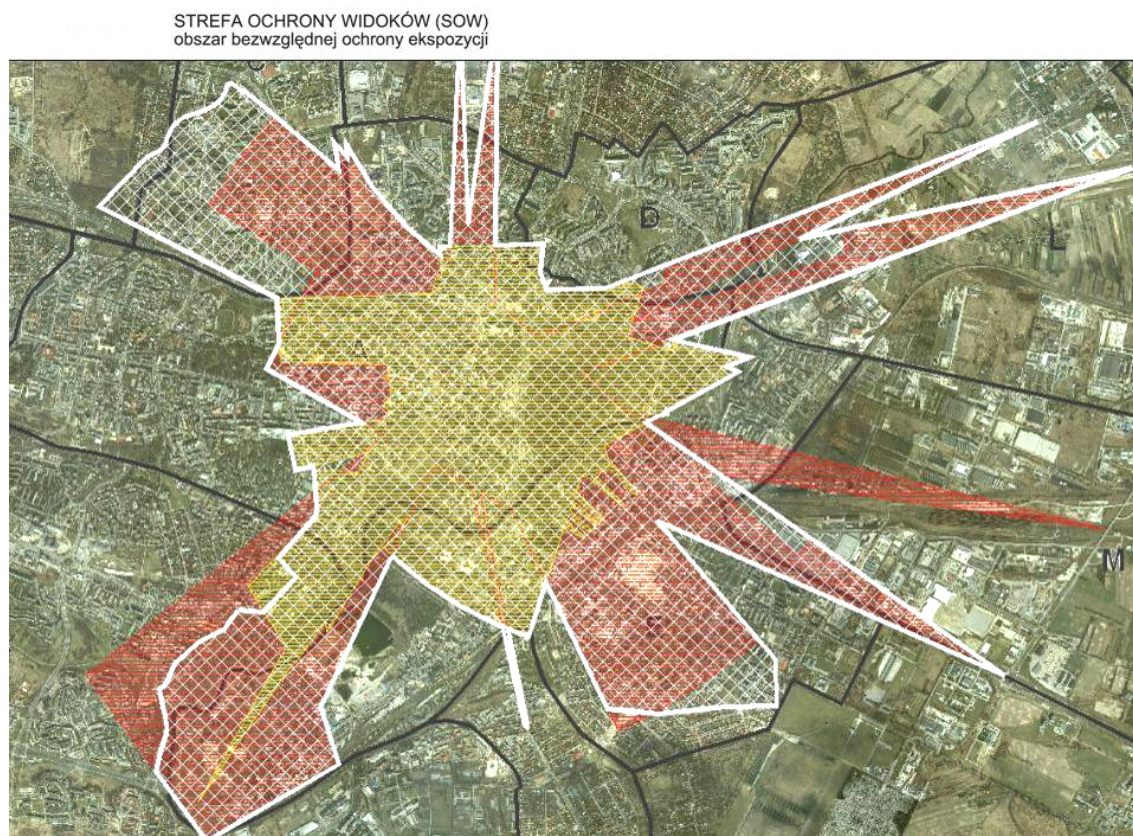 STREFA OCHRONY WIDOKÓW (SOW)
obszar bezwzględnej ochrony ekspozycji
C
D
L
A
M
S